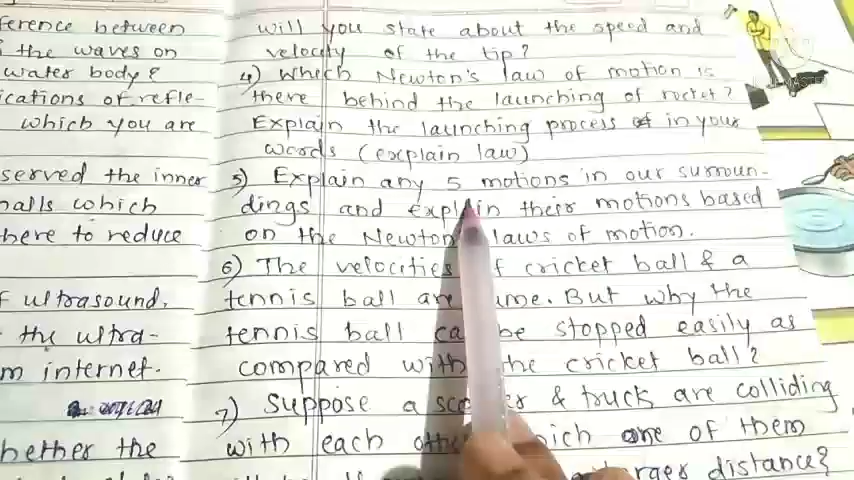 ference between
the waves on
water body?
ications of refle-
which you are
served the inner
halls which
here to reduce
f ultrasound.
the ultra-
m internet.
hether the
will you state about the speed and
velocity of the tip?
4) Which Newton's law of motion is
there behind the launching of rocket?
Explain the launching process of in your
words (explain law)
5) Explain any 5 motions in our surroun-
dings and explain their motions based
on the Newton laws of motion.
6) The velocities of cricket ball & a
tennis ball are same. But why the
tennis ball ca be stopped easily as
compared with the cricket ball?
7) Suppose a scooter & truck are colliding
with each other which one of them
larger distance?